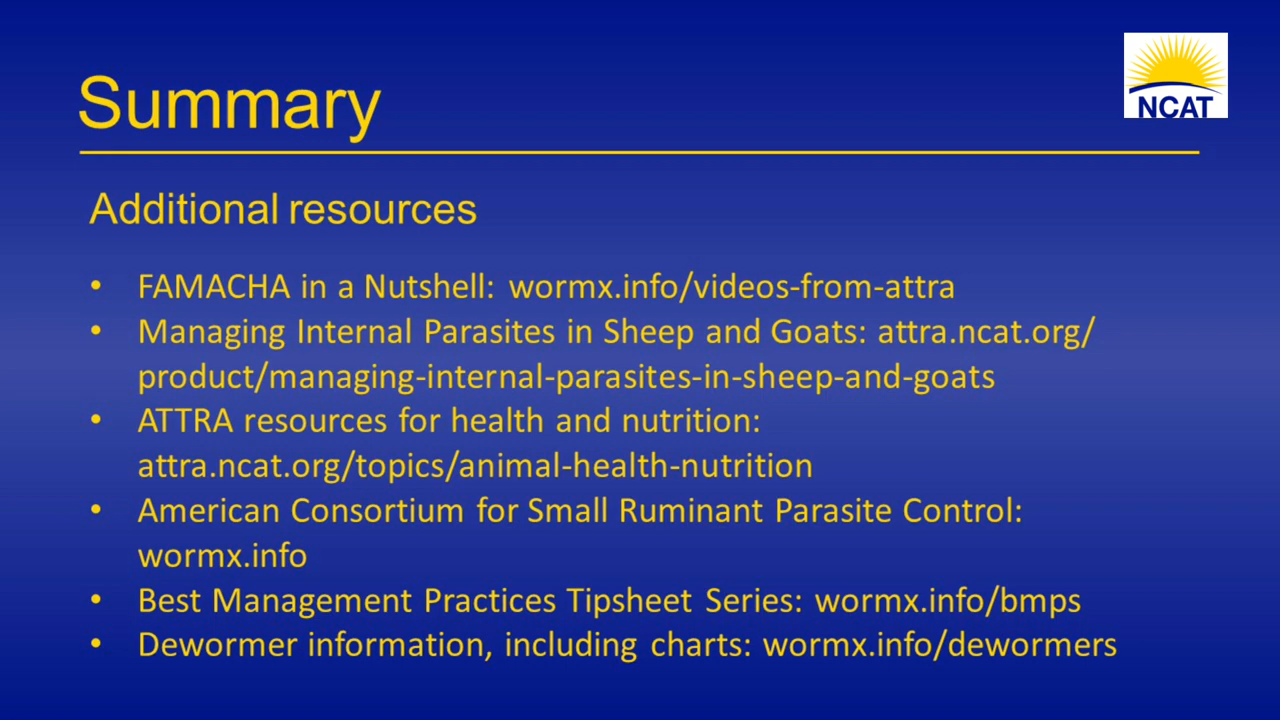 NCAT
Summary
Additional resources
• FAMACHA in a Nutshell: wormx.info/videos-from-attra
• Managing Internal Parasites in Sheep and Goats: attra.ncat.org/
product/managing-internal-parasites-in-sheep-and-goats
• ATTRA resources for health and nutrition:
attra.ncat.org/topics/animal-health-nutrition
• American Consortium for Small Ruminant Parasite Control:
wormx.info
• Best Management Practices Tipsheet Series: wormx.info/bmps
• Dewormer information, including charts: wormx.info/dewormers